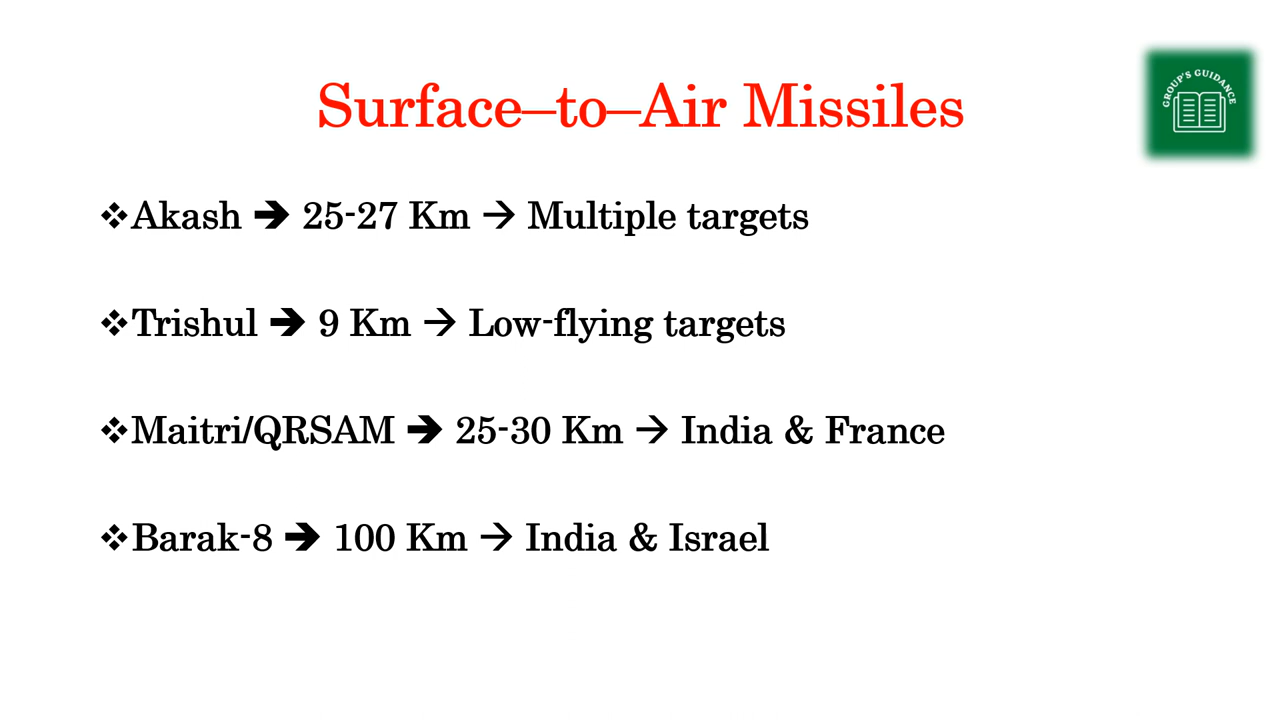 Surface–to–Air Missiles
GROUP'S GUIDANCE
❖Akash ➔ 25-27 Km → Multiple targets
❖Trishul ➔ 9 Km → Low-flying targets
❖Maitri/QRSAM ➔ 25-30 Km → India & France
❖Barak-8 ➔ 100 Km → India & Israel